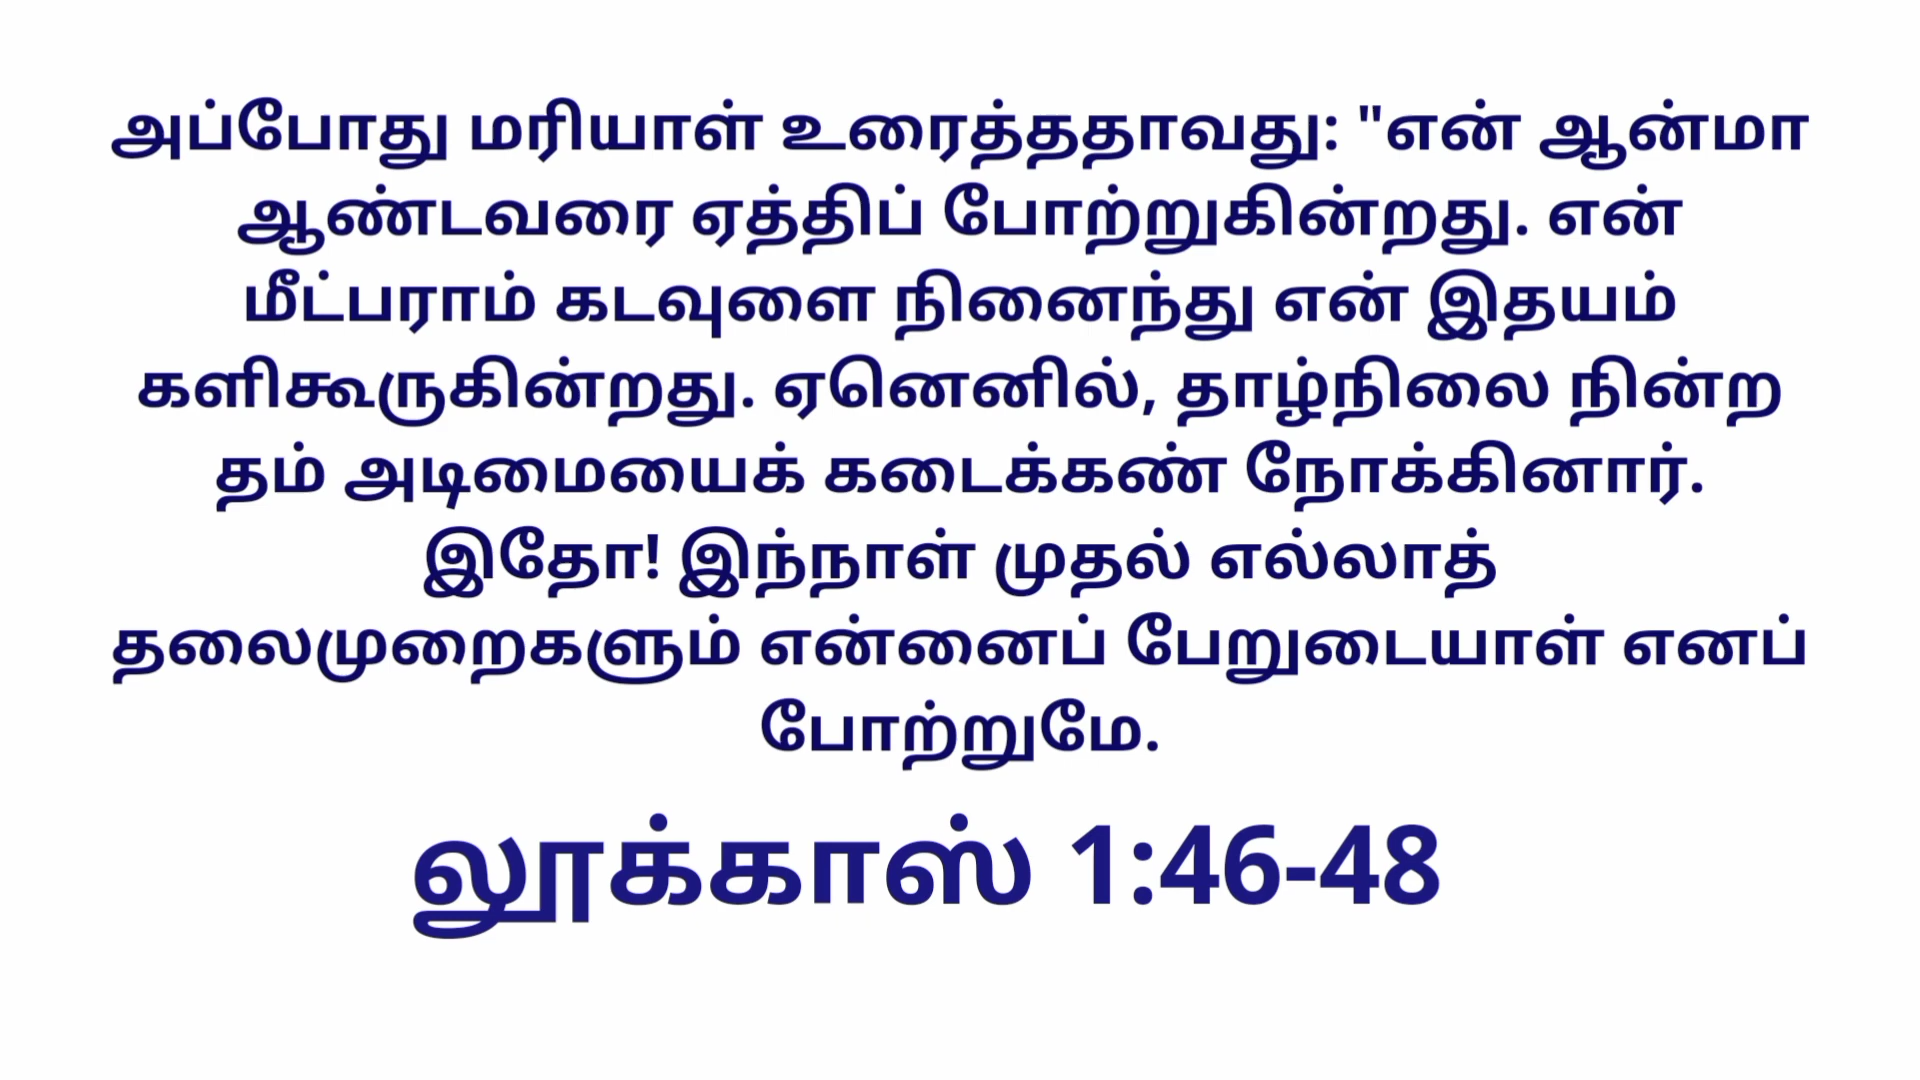 அப்போது மரியாள் உரைத்ததாவது: "என் ஆன்மா
ஆண்டவரை ஏத்திப் போற்றுகின்றது. என்
மீட்பராம் கடவுளை நினைந்து என் இதயம்
களிகூருகின்றது. ஏனெனில், தாழ்நிலை நின்ற
தம் அடிமையைக் கடைக்கண் நோக்கினார்.
இதோ! இந்நாள் முதல் எல்லாத்
தலைமுறைகளும் என்னைப் பேறுடையாள் எனப்
போற்றுமே.
லூக்காஸ் 1:46-48